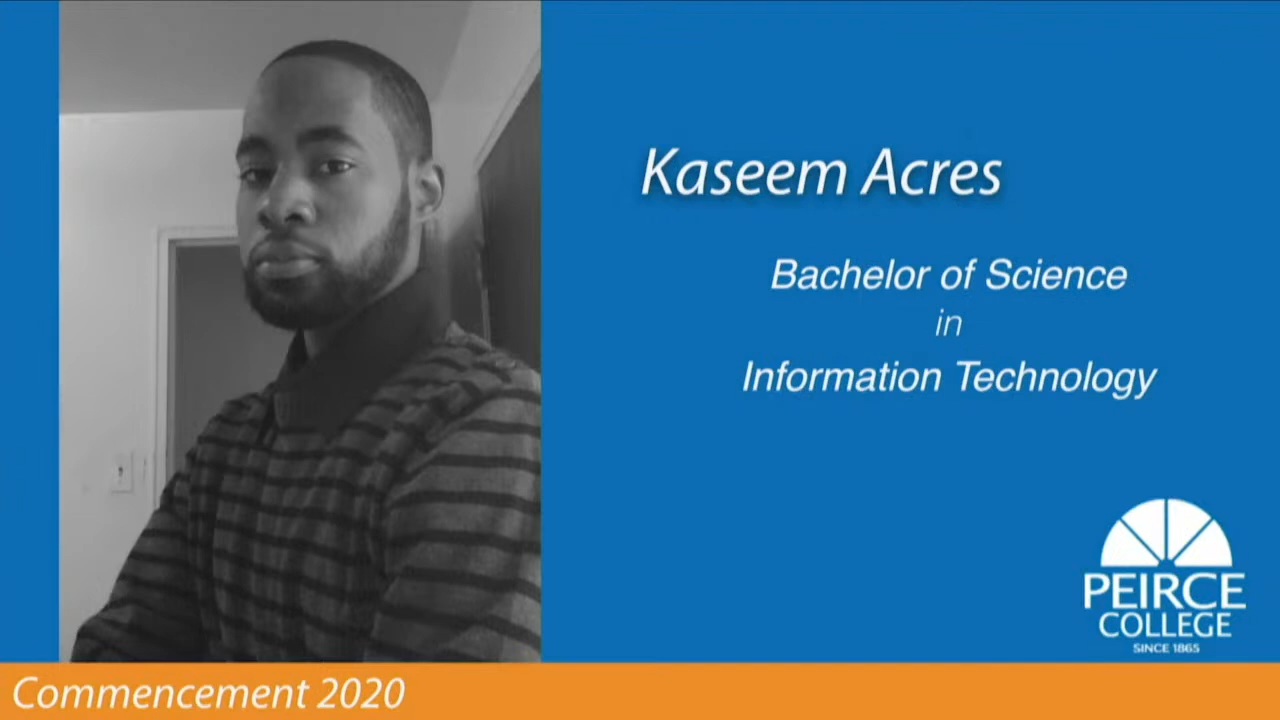 Kaseem Acres
Bachelor of Science
in
Information Technology
PEIRCE
COLLEGE
SINCE 1865
Commencement 2020